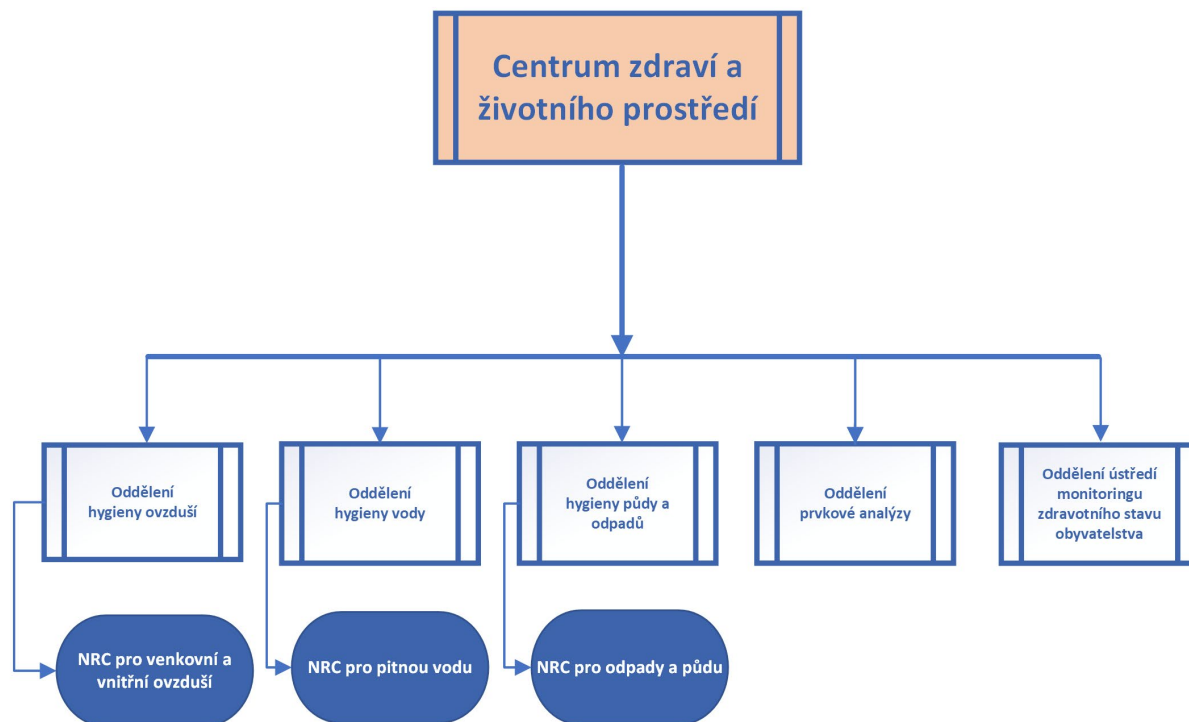 Centrum zdraví a
životního prostředí
Oddělení
hygieny ovzduší
Oddělení
hygieny vody
Oddělení
hygieny půdy a
odpadů
Oddělení
prvkové analýzy
Oddělení ústředí
monitoringu
zdravotního stavu
obyvatelstva
NRC pro venkovní a
vnitřní ovzduší
NRC pro pitnou vodu
NRC pro odpady a půdu